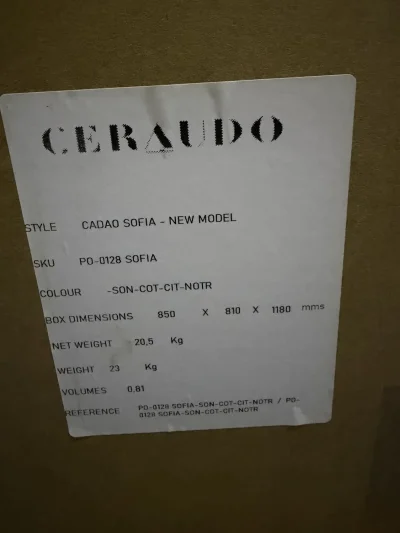 CERAUDO
STYLE CADAO SOFIA - NEW MODEL
SKU PO-0128 SOFIA
COLOUR -SON-COT-CIT-NOTR
BOX DIMENSIONS 850 X 810 X 1180 mms
NET WEIGHT 20,5 Kg
WEIGHT 23 Kg
VOLUMES 0,81
REFERENCE PO-0128 SOFIA-SON-COT-CIT-NOTR / PO-
0128 SOFIA-SON-COT-CIT-NOTR